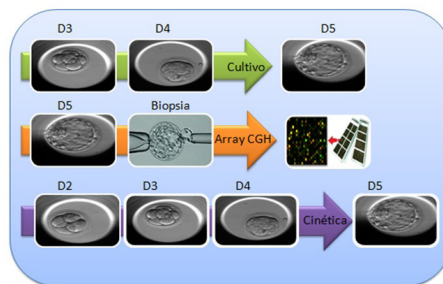 D3 D4 D5
Cultivo
D5 Biopsia
Array CGH
D2 D3 D4 D5
Cinética